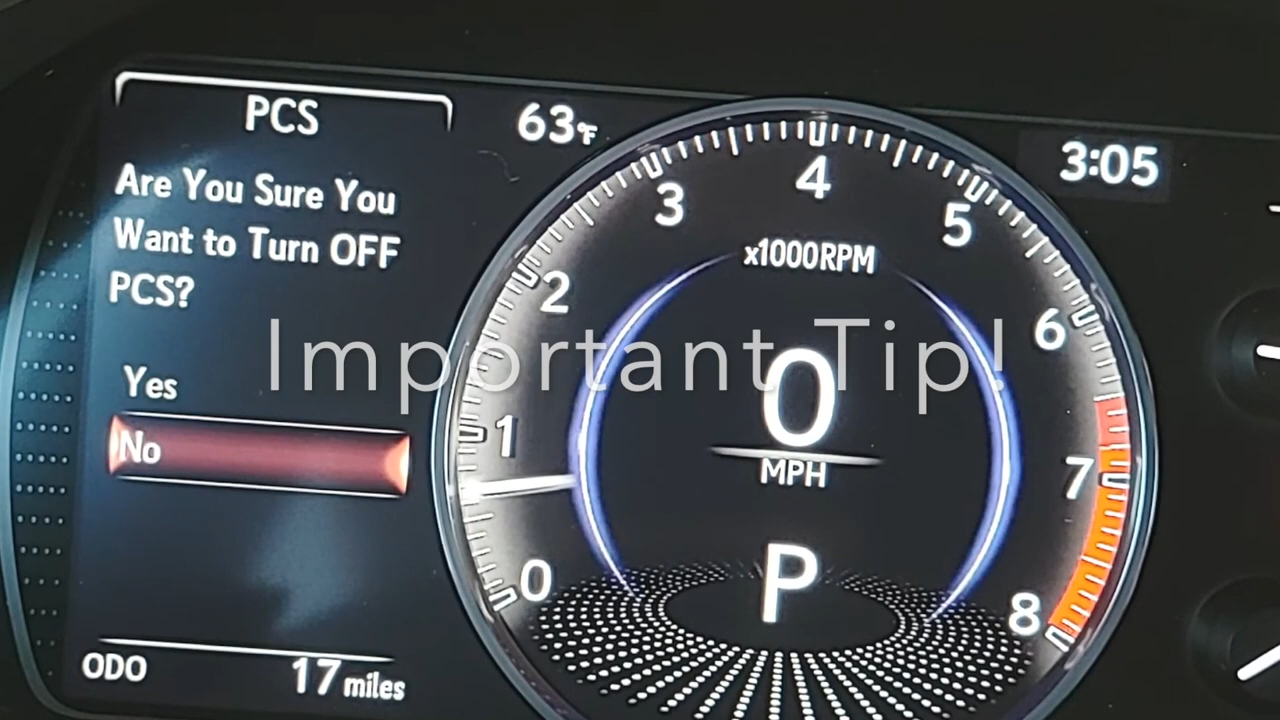 PCS
Are You Sure You
Want to Turn OFF
PCS?
Yes
No
ODO 17 miles
63°F
3:05
0
1
2
3
4
5
6
7
8
x1000RPM
0
MPH
P
Important Tip!